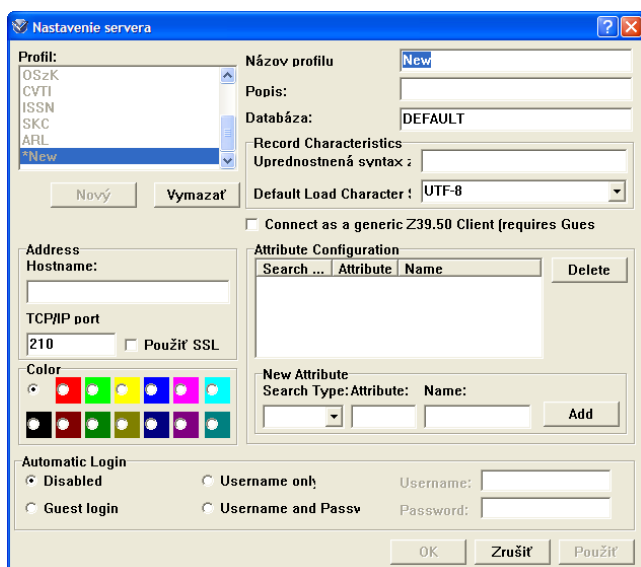 Nastavenie servera
Profil:
OSzK
CVTI
ISSN
SKC
ARL
*New
Nový
Vymazať
Názov profilu
New
Popis:
Databáza:
DEFAULT
Record Characteristics
Uprednostnená syntax z
Default Load Character S
UTF-8
Connect as a generic Z39.50 Client (requires Gues
Address
Hostname:
TCP/IP port
210
Použiť SSL
Color
Attribute Configuration
Search ... Attribute Name
Delete
New Attribute
Search Type: Attribute: Name:
Add
Automatic Login
Disabled
Username only
Username:
Guest login
Username and Passw
Password:
OK
Zrušiť
Použiť